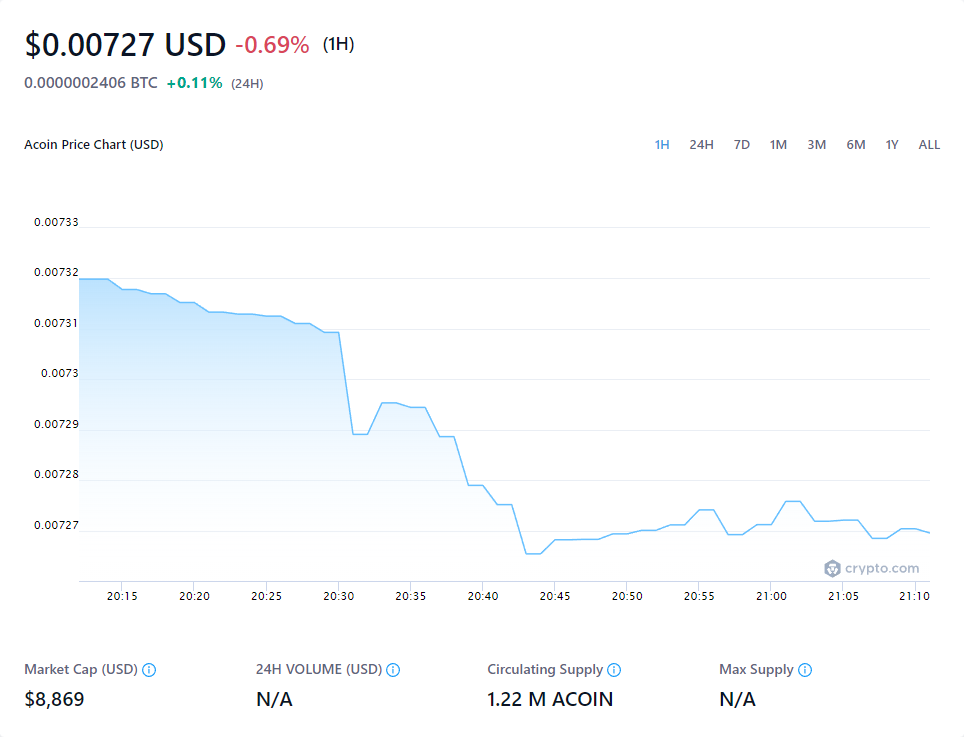 $0.00727 USD -0.69% (1H)
0.0000002406 BTC +0.11% (24H)
Acoin Price Chart (USD) 1H 24H 7D 1M 3M 6M 1Y ALL
0.00733
0.00732
0.00731
0.0073
0.00729
0.00728
0.00727
crypto.com
20:15 20:20 20:25 20:30 20:35 20:40 20:45 20:50 20:55 21:00 21:05 21:10
Market Cap (USD) 24H VOLUME (USD) Circulating Supply Max Supply
$8,869 N/A 1.22 M ACOIN N/A